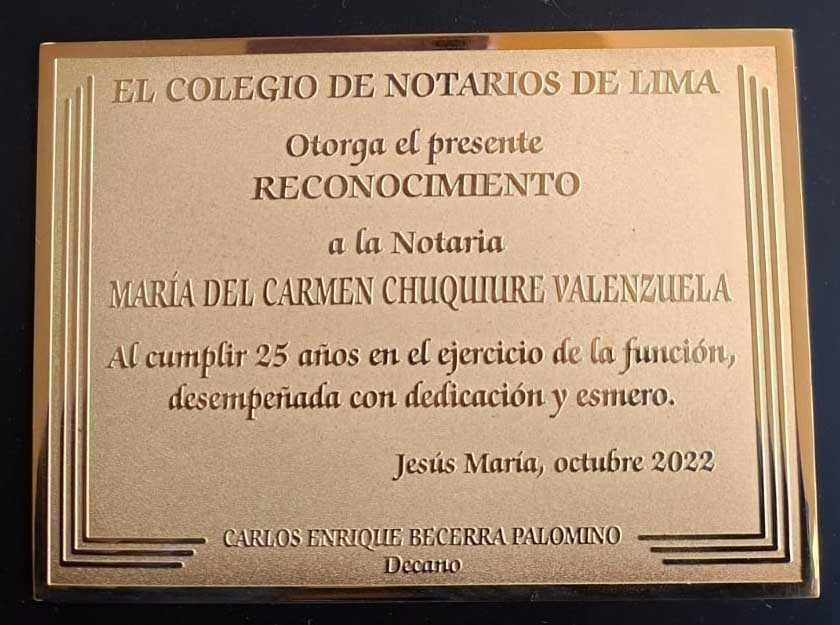 EL COLEGIO DE NOTARIOS DE LIMA
Otorga el presente
RECONOCIMIENTO
a la Notaria
MARÍA DEL CARMEN CHUQUIURE VALENZUELA
Al cumplir 25 años en el ejercicio de la función,
desempeñada con dedicación y esmero.
Jesús María, octubre 2022
CARLOS ENRIQUE BECERRA PALOMINO
Decano